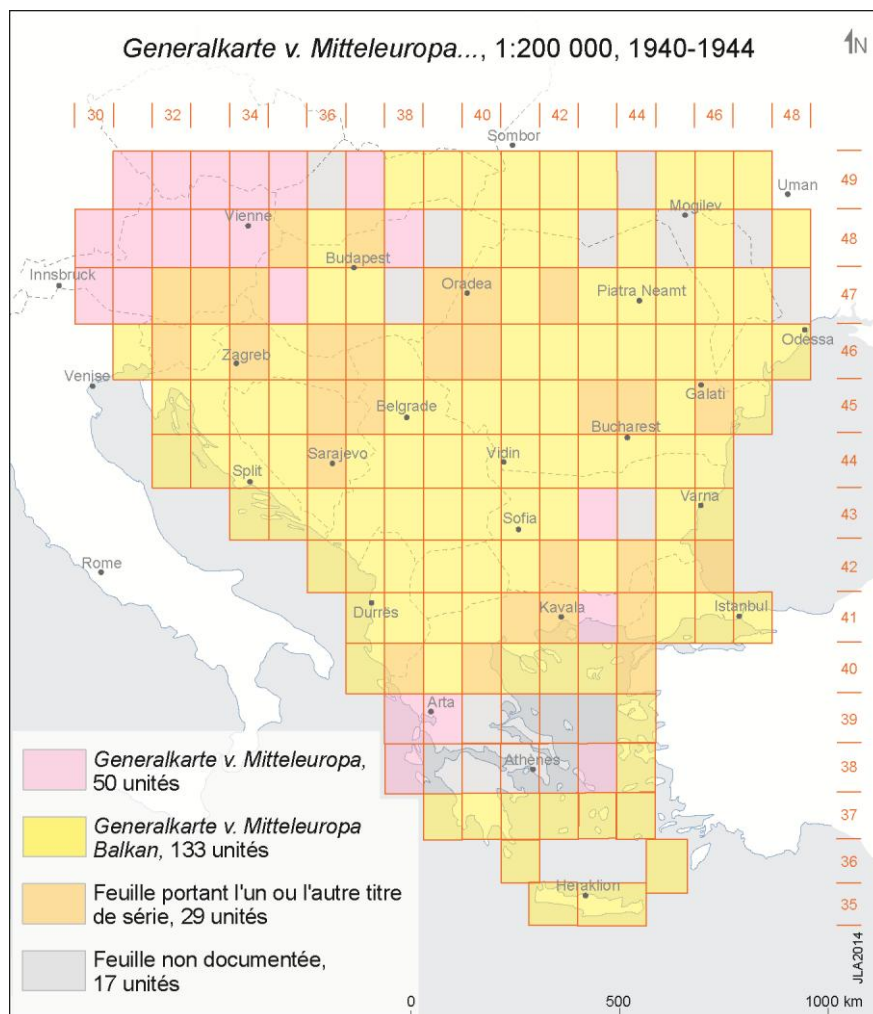 Generalkarte v. Mitteleuropa..., 1:200 000, 1940-1944
N
30 32 34 36 38 40 42 44 46 48
Sombor
49
Uman
Mogilev
Vienne
48
Budapest
Innsbruck
Oradea
Piatra Neamt
47
Odessa
Zagreb
46
Venise
Galati
Belgrade
45
Bucharest
Sarajevo
Vidin
44
Split
Varna
43
Sofia
42
Rome
Durrës
Kavala
Istanbul
41
40
Arta
39
Athènes
38
37
36
Heraklion
35
Generalkarte v. Mitteleuropa,
50 unités
Generalkarte v. Mitteleuropa
Balkan, 133 unités
Feuille portant l'un ou l'autre titre
de série, 29 unités
Feuille non documentée,
17 unités
JLA2014
0 500 1000 km